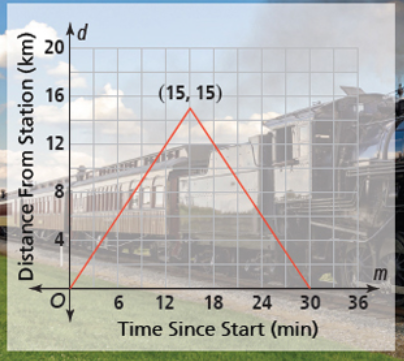 d
20
16
12
8
4
(15, 15)
Distance From Station (km)
O
6 12 18 24 30 36
m
Time Since Start (min)